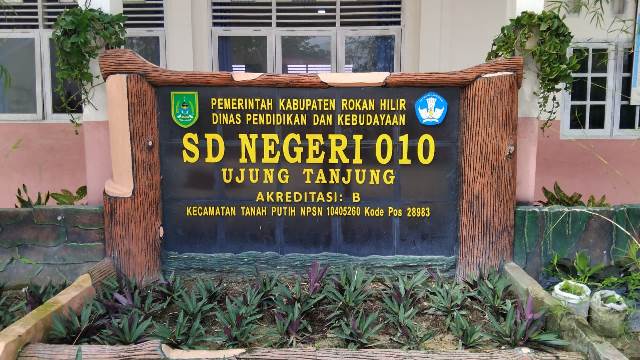 PEMERINTAH KABUPATEN ROKAN HILIR
DINAS PENDIDIKAN DAN KEBUDAYAAN
SD NEGERI 010
UJUNG TANJUNG
AKREDITASI: B
KECAMATAN TANAH PUTIH NPSN 10405260 Kode Pos 28983